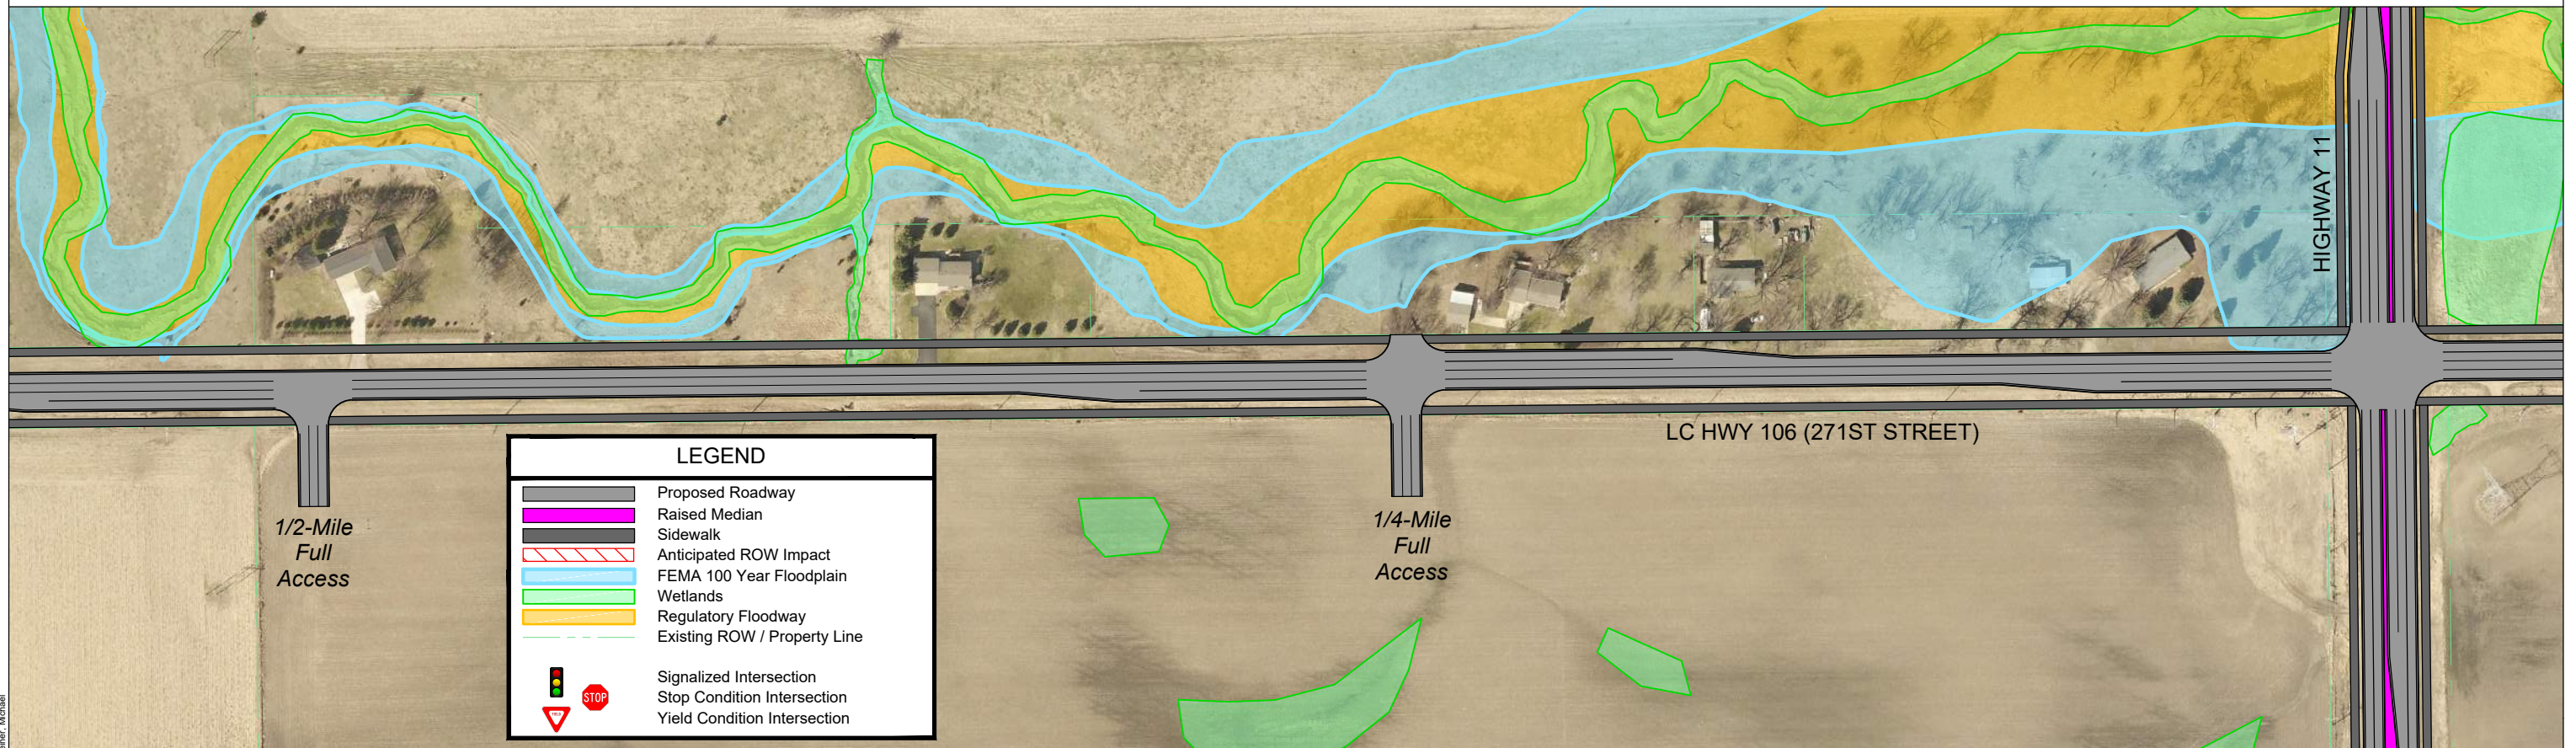 HIGHWAY 11
LC HWY 106 (271ST STREET)
1/2-Mile
Full
Access
1/4-Mile
Full
Access
LEGEND
Proposed Roadway
Raised Median
Sidewalk
Anticipated ROW Impact
FEMA 100 Year Floodplain
Wetlands
Regulatory Floodway
Existing ROW / Property Line
Signalized Intersection
STOP
Stop Condition Intersection
YIELD
Yield Condition Intersection
Michael